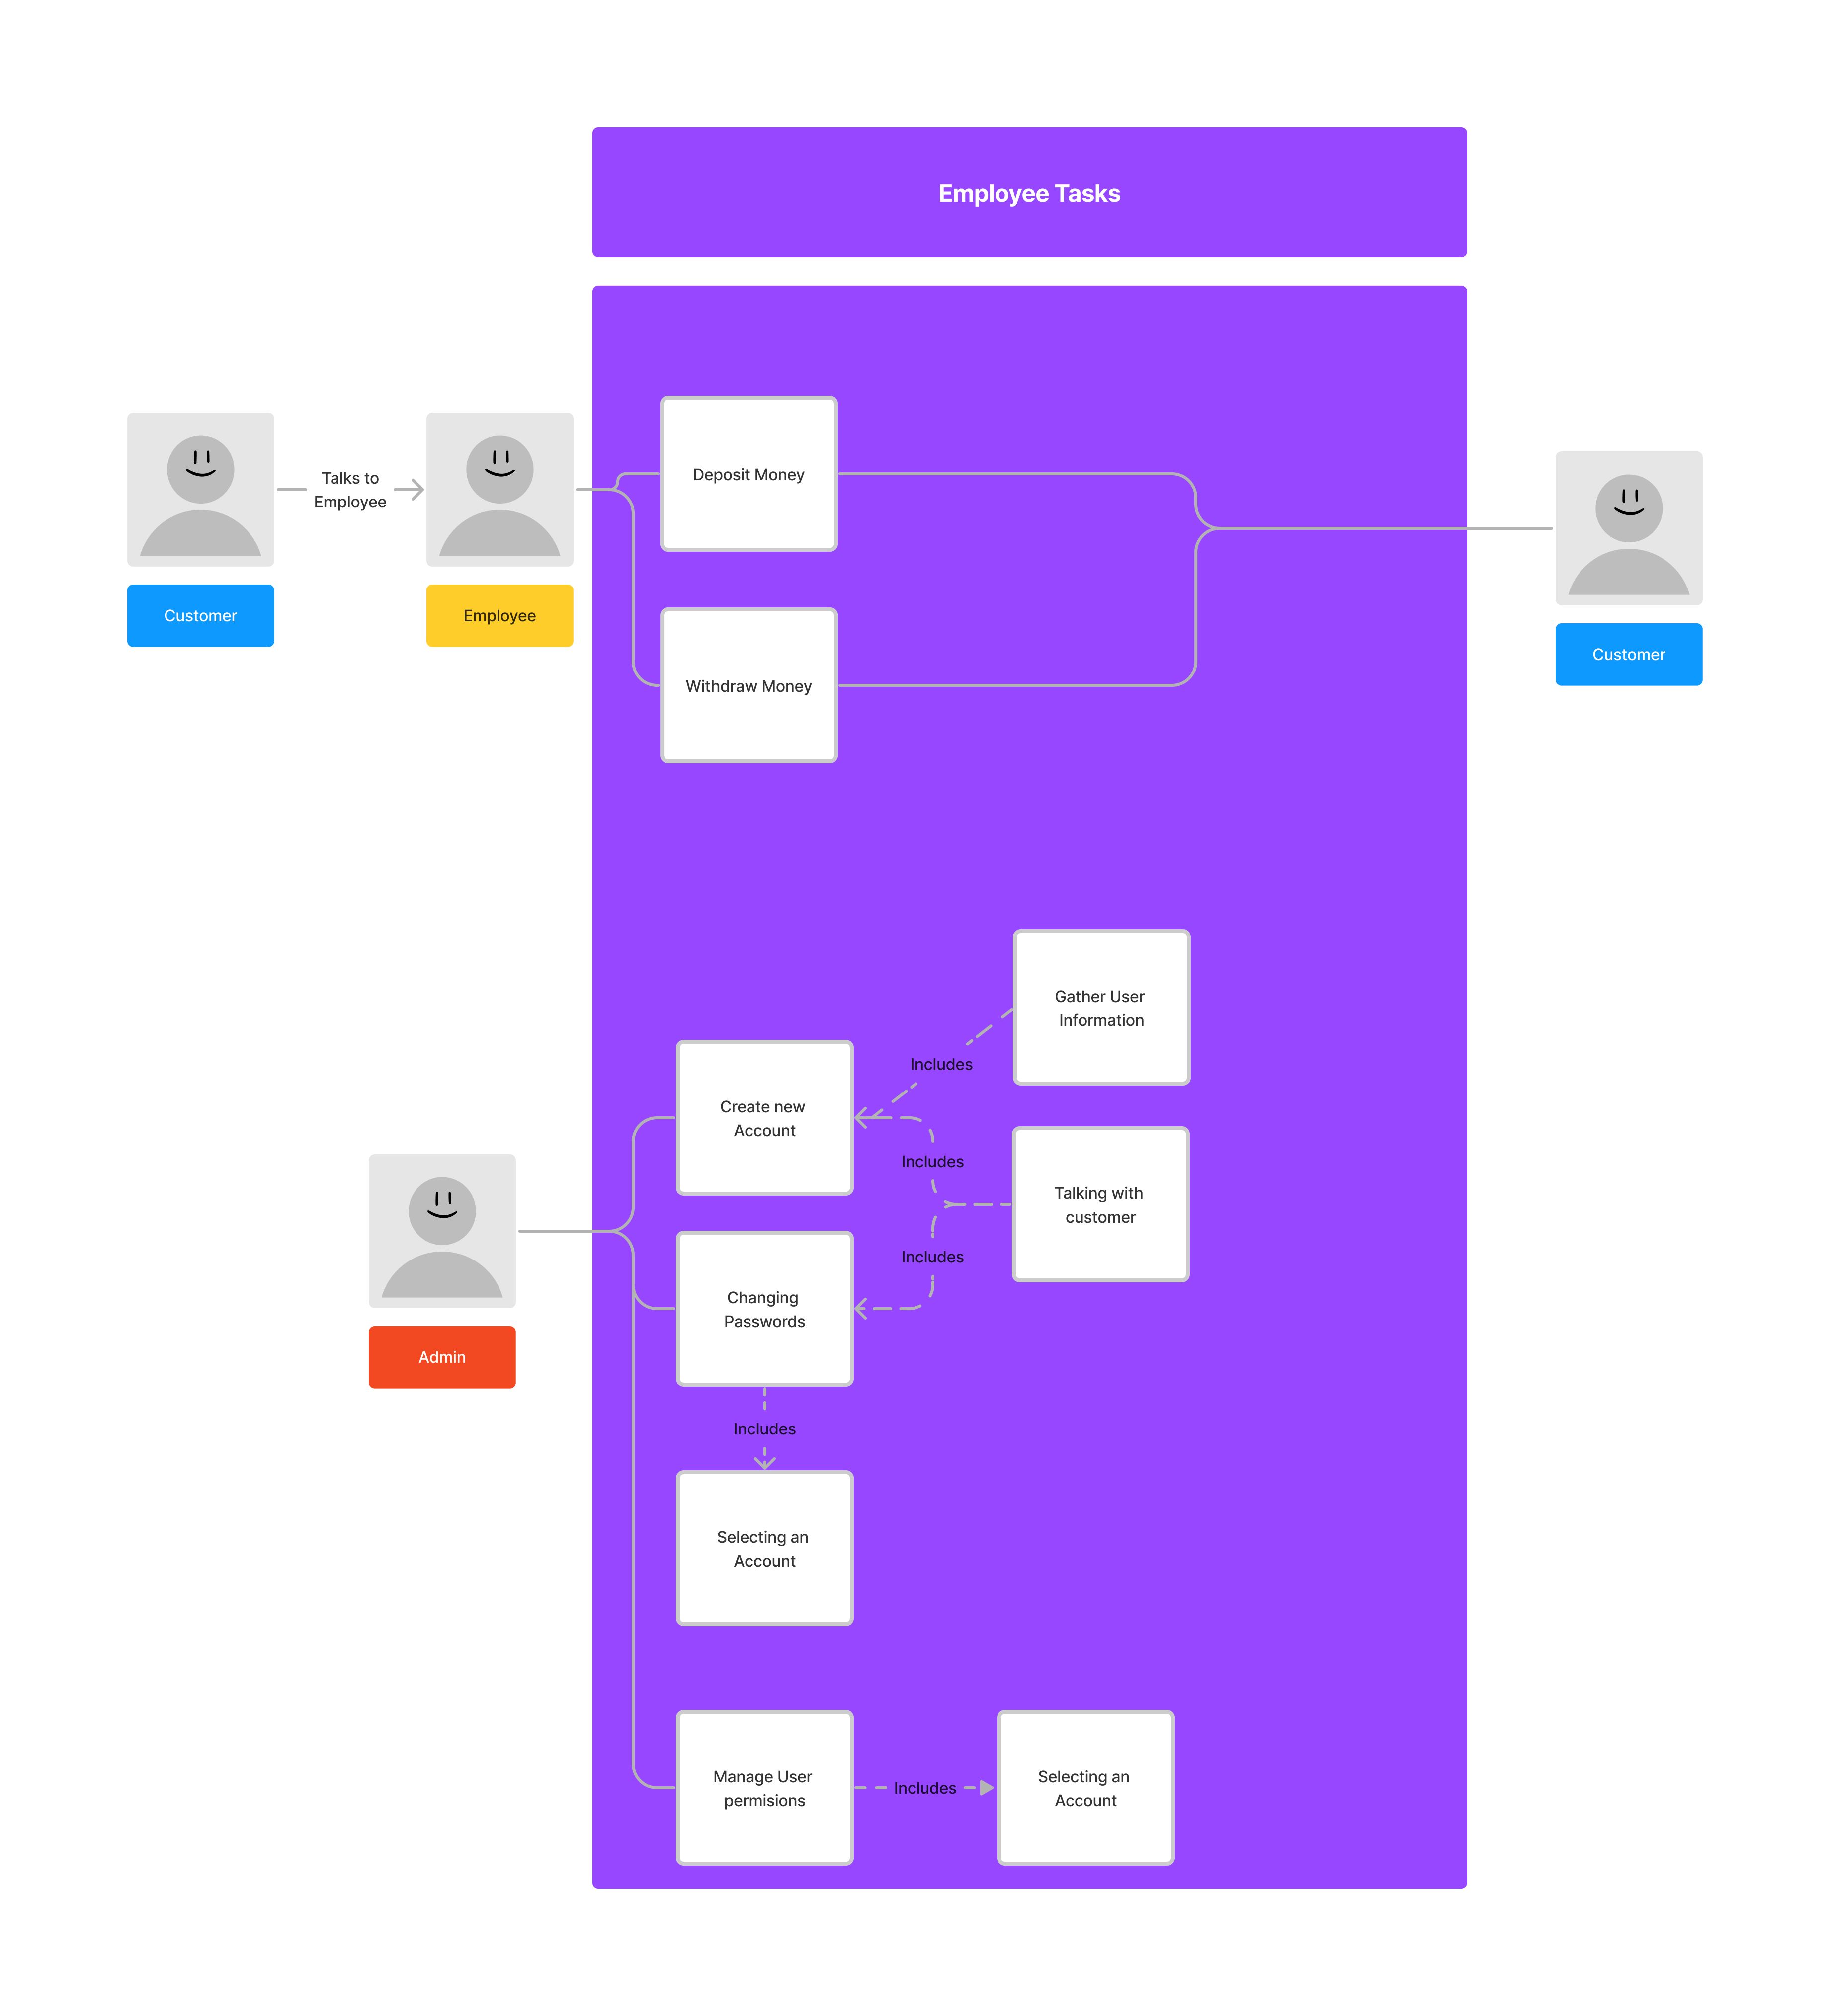 Employee Tasks
Talks to
Employee
Deposit Money
Customer
Employee
Withdraw Money
Customer
Gather User
Information
Includes
Create new
Account
Includes
Talking with
customer
Includes
Changing
Passwords
Admin
Includes
Selecting an
Account
Manage User
permisions
Includes
Selecting an
Account